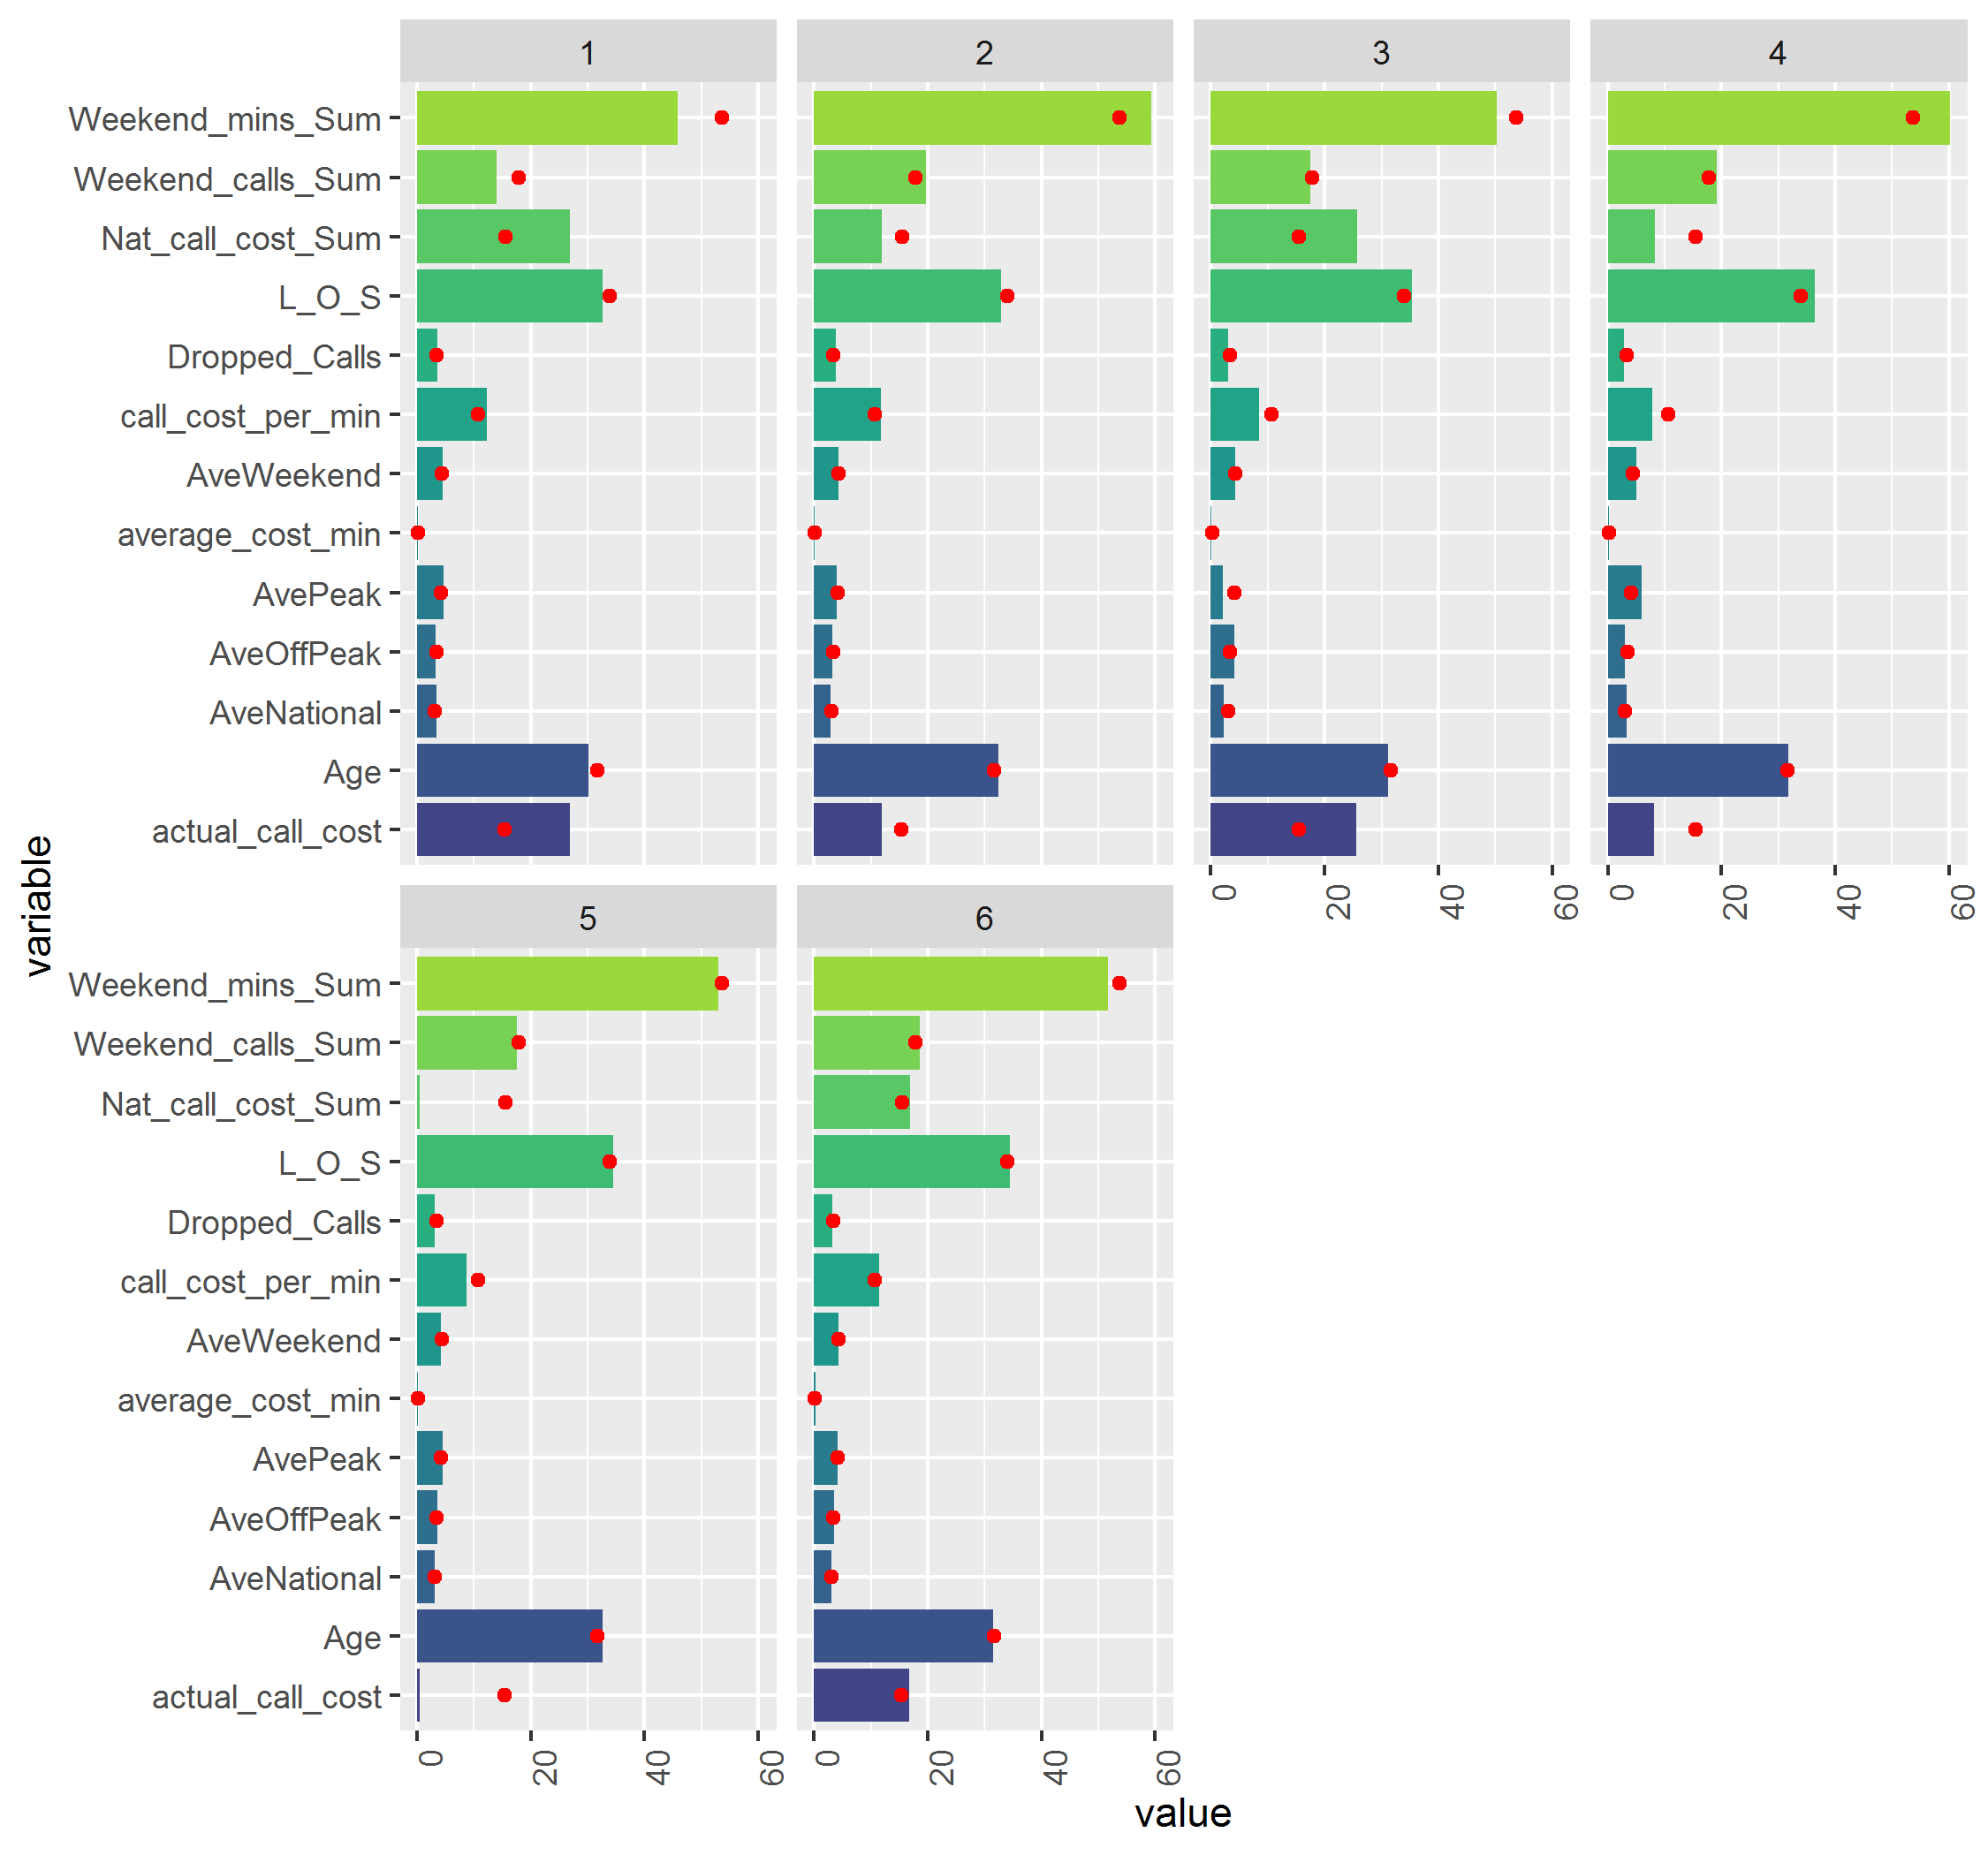 1 2 3 4
Weekend_mins_Sum
Weekend_calls_Sum
Nat_call_cost_Sum
L_O_S
Dropped_Calls
call_cost_per_min
AveWeekend
average_cost_min
AvePeak
AveOffPeak
AveNational
Age
actual_call_cost
0 20 40 60 0 20 40 60
variable
5 6
Weekend_mins_Sum
Weekend_calls_Sum
Nat_call_cost_Sum
L_O_S
Dropped_Calls
call_cost_per_min
AveWeekend
average_cost_min
AvePeak
AveOffPeak
AveNational
Age
actual_call_cost
0 20 40 60 0 20 40 60
value